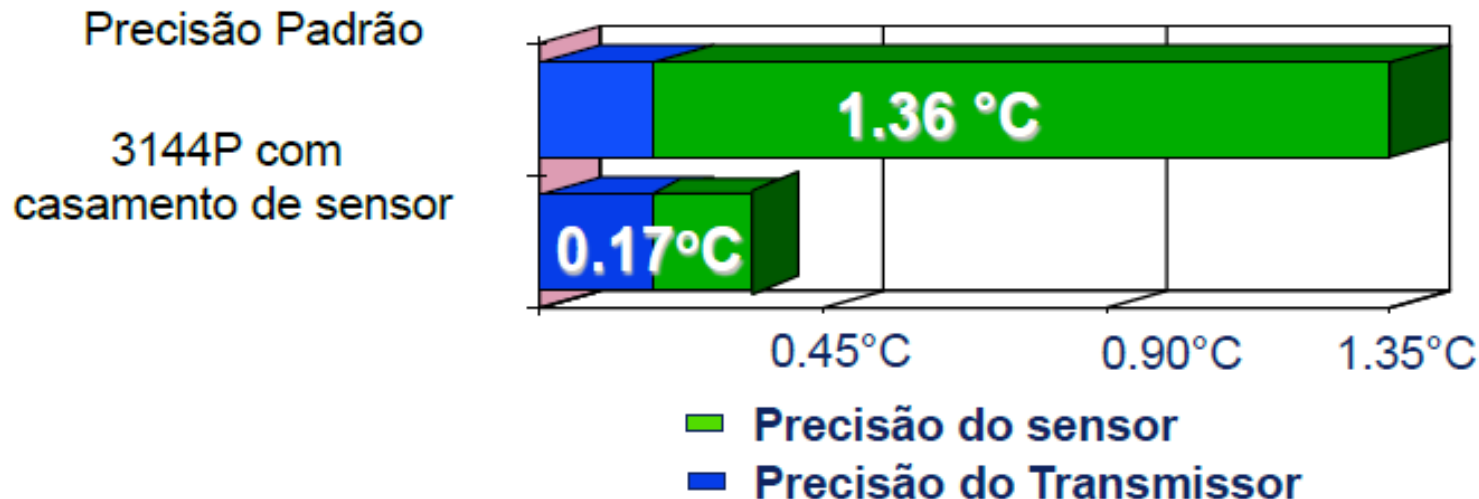 Precisão Padrão
1.36 °C
3144P com
casamento de sensor
0.17ºC
0.45°C 0.90°C 1.35°C
Precisão do sensor
Precisão do Transmissor